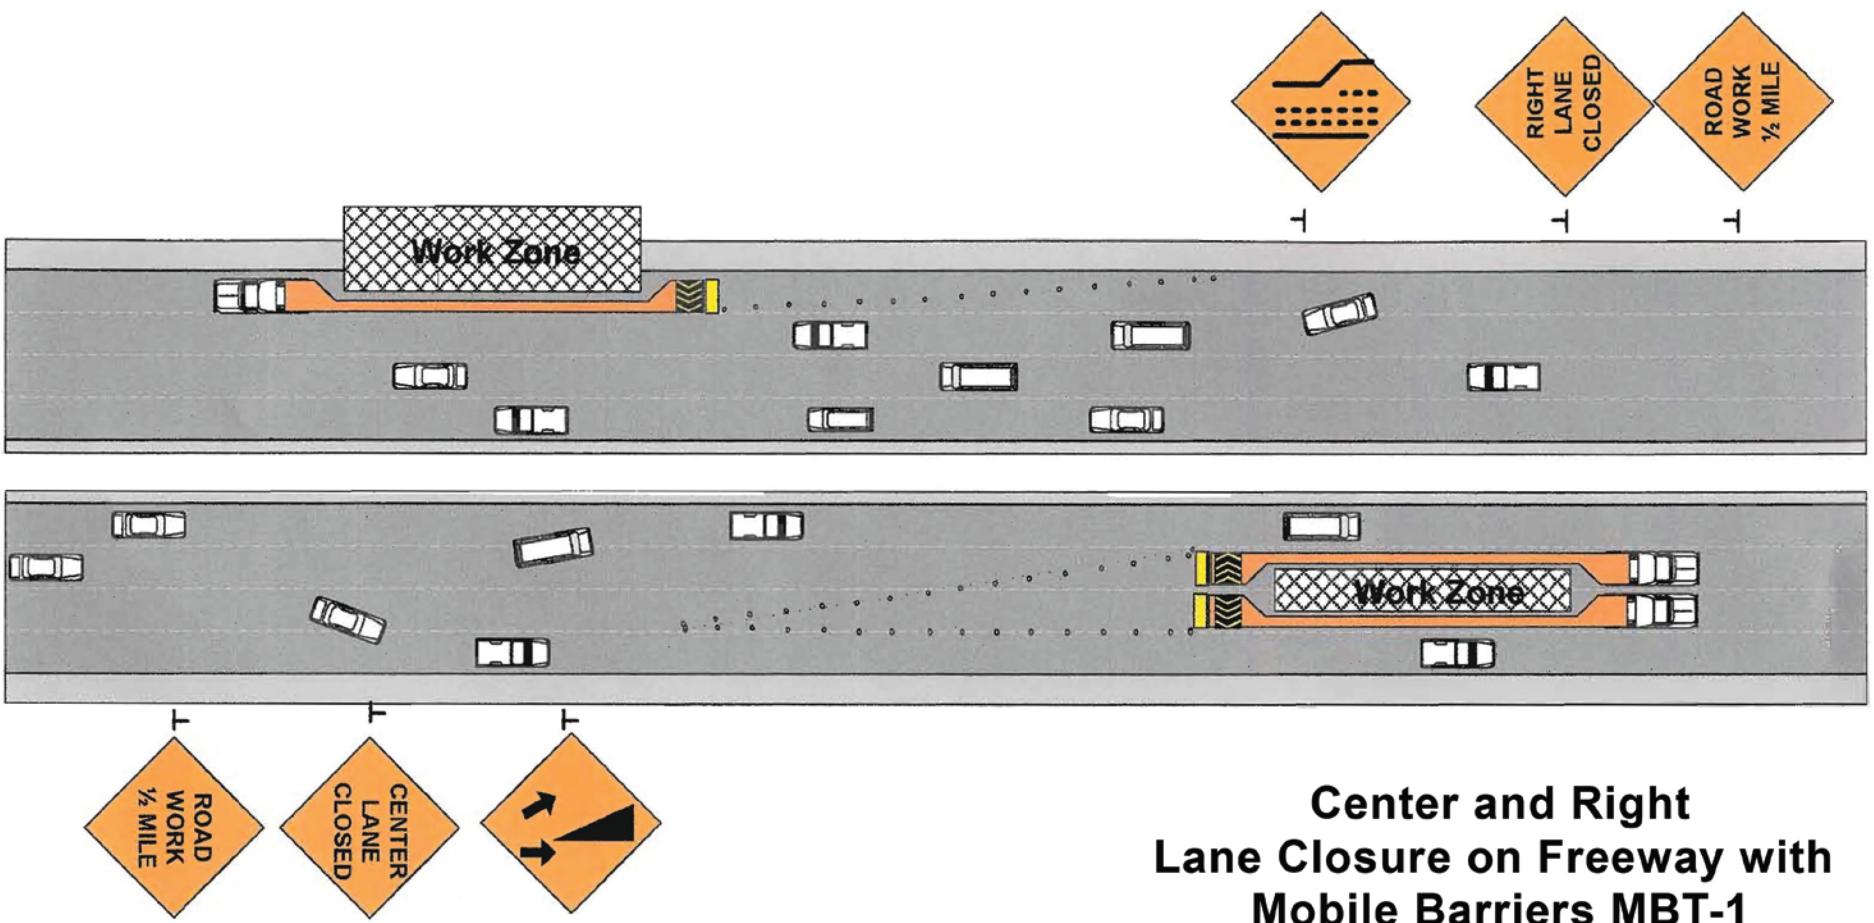 RIGHT
LANE
CLOSED
ROAD
WORK
½ MILE
Work Zone
Work Zone
ROAD
WORK
½ MILE
CENTER
LANE
CLOSED
Center and Right
Lane Closure on Freeway with
Mobile Barriers MBT-1